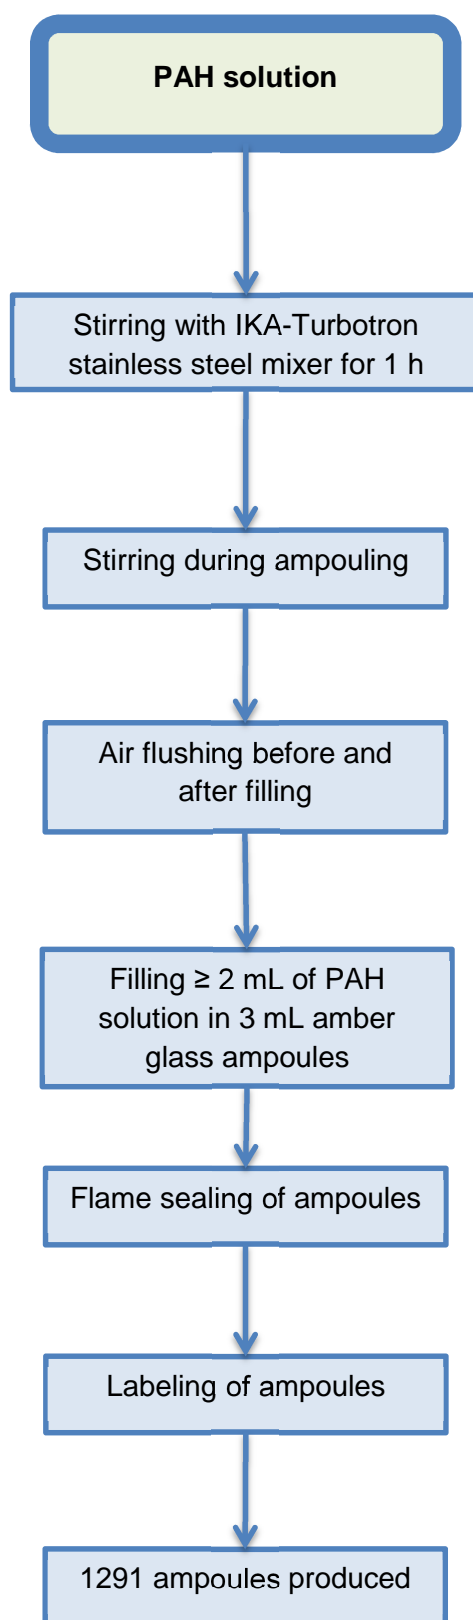 PAH solution
Stirring with IKA-Turbotron
stainless steel mixer for 1 h
Stirring during ampouling
Air flushing before and
after filling
Filling ≥ 2 mL of PAH
solution in 3 mL amber
glass ampoules
Flame sealing of ampoules
Labeling of ampoules
1291 ampoules produced